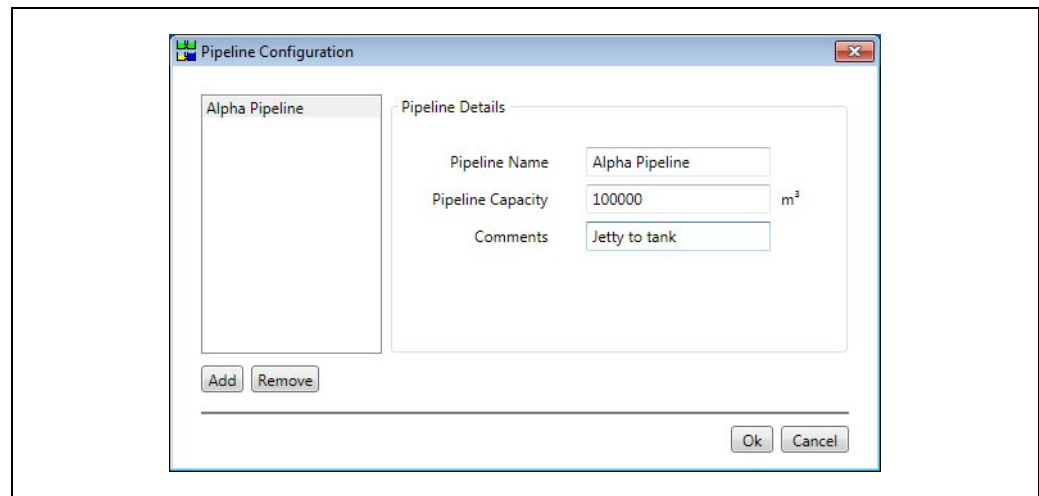 Pipeline Configuration
Alpha Pipeline
Pipeline Details
Pipeline Name Alpha Pipeline
Pipeline Capacity 100000 m³
Comments Jetty to tank
Add Remove
Ok Cancel